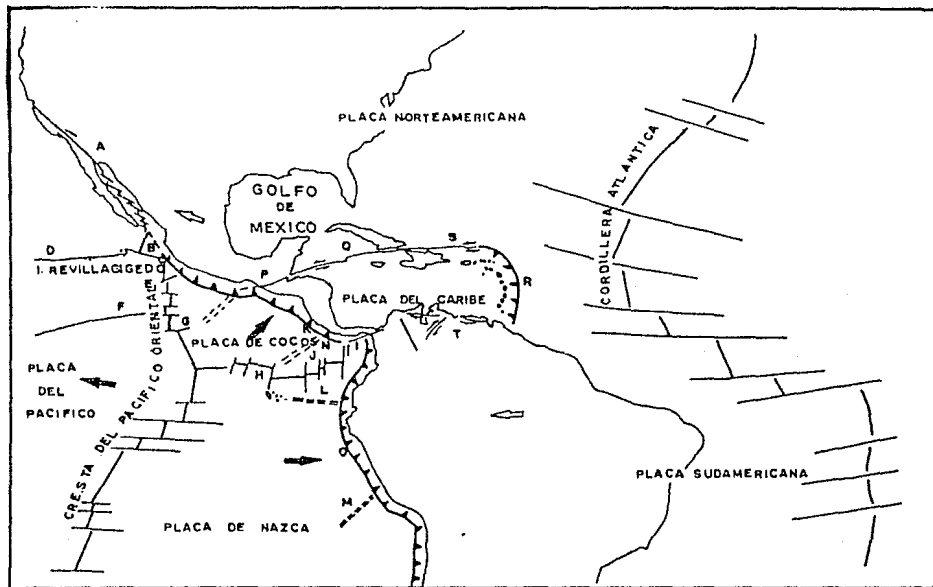 PLACA NORTEAMERICANA
A
GOLFO
DE
MEXICO
CORDILLERA ATLANTICA
Q
S
D
B
I. REVILLAGIGEDO
P
R
E
PLACA DEL CARIBE
F
G
K
U
T
PLACA DE COCOS
N
I
J
H
L
PLACA
DEL
PACIFICO
CRESTA DEL PACIFICO ORIENTAL
O
PLACA SUDAMERICANA
M
PLACA DE NAZCA